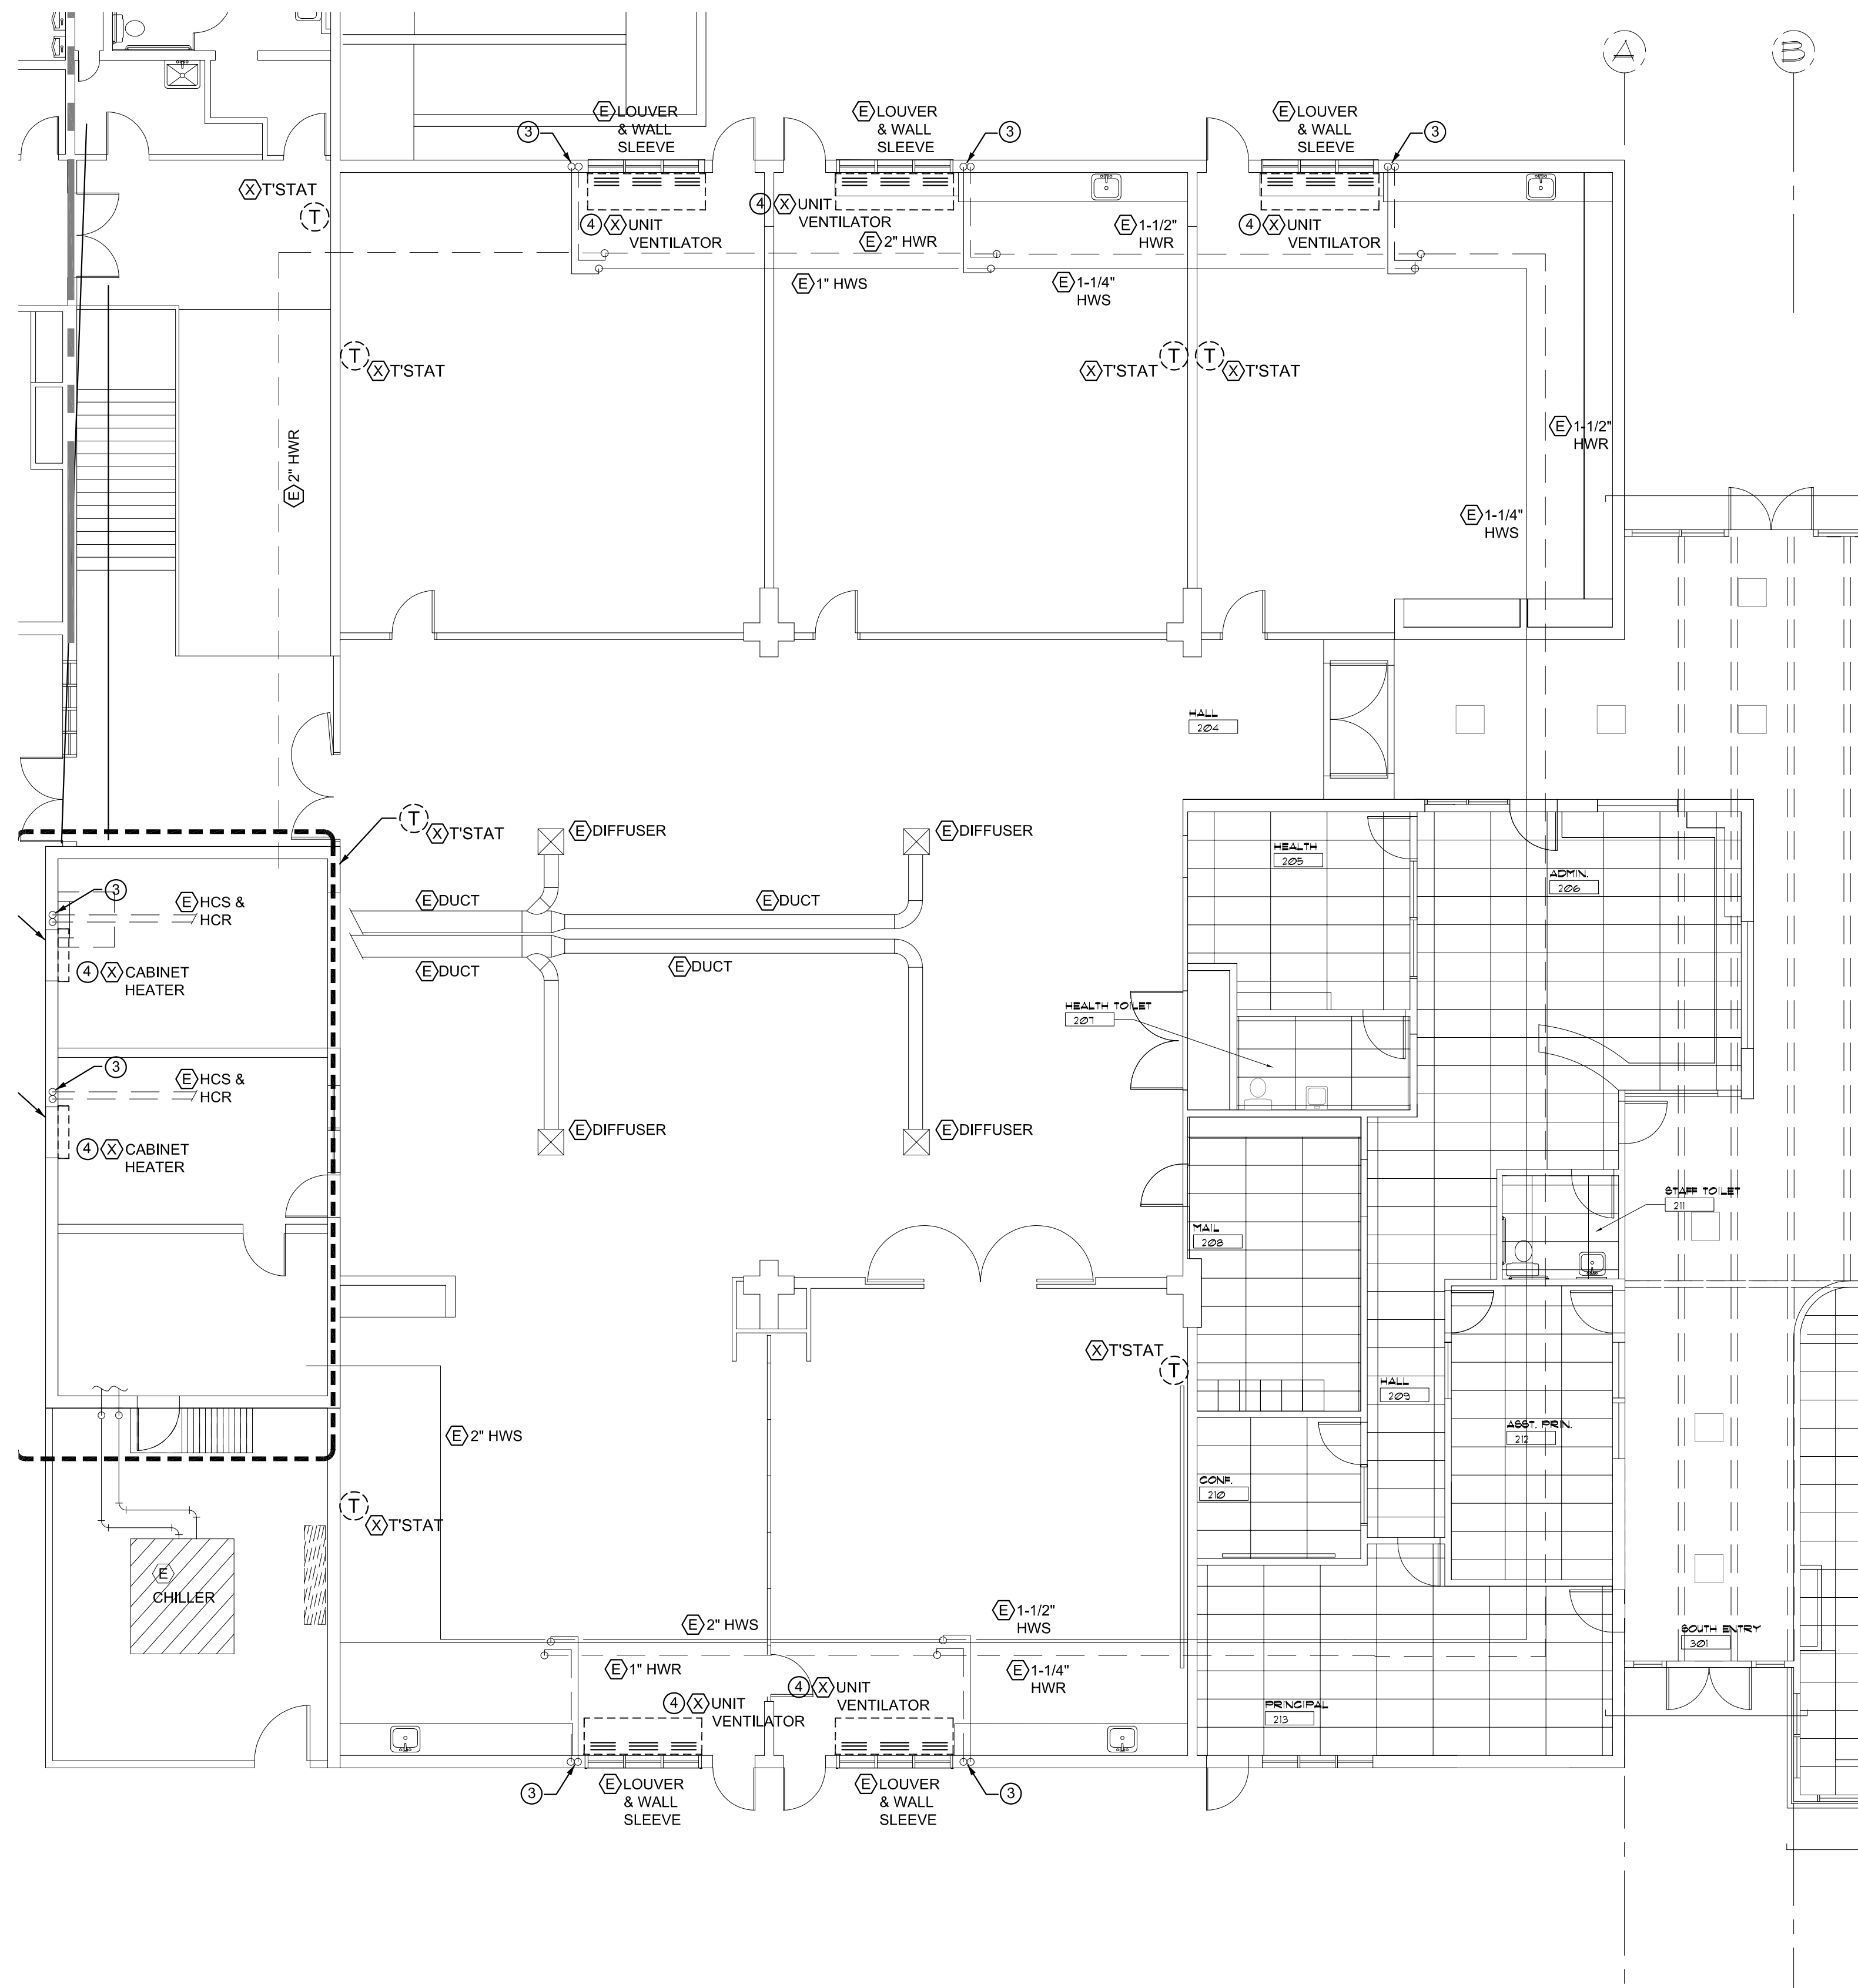 A
B
E LOUVER
& WALL
SLEEVE
3
E LOUVER
& WALL
SLEEVE
3
E LOUVER
& WALL
SLEEVE
3
X T'STAT
T
4 X UNIT
VENTILATOR
4 X UNIT
VENTILATOR
E 2" HWR
E 1-1/2"
HWR
4 X UNIT
VENTILATOR
E 1" HWS
E 1-1/4"
HWS
T
X T'STAT
X T'STAT
T
T
X T'STAT
E 2" HWR
E 1-1/2"
HWR
E 1-1/4"
HWS
HALL
204
T
X T'STAT
E DIFFUSER
E DIFFUSER
HEALTH
205
ADMIN.
206
3
E HCS &
HCR
E DUCT
E DUCT
4 X CABINET
HEATER
E DUCT
E DUCT
HEALTH TOILET
207
3
E HCS &
HCR
4 X CABINET
HEATER
E DIFFUSER
E DIFFUSER
STAFF TOILET
211
MAIL
208
X T'STAT
T
HALL
209
E 2" HWS
ASST. PRIN.
212
CONF.
210
T
X T'STAT
E
CHILLER
E 2" HWS
E 1-1/2"
HWS
SOUTH ENTRY
301
E 1" HWR
E 1-1/4"
HWR
4 X UNIT
VENTILATOR
4 X UNIT
VENTILATOR
PRINCIPAL
213
3
E LOUVER
& WALL
SLEEVE
E LOUVER
& WALL
SLEEVE
3